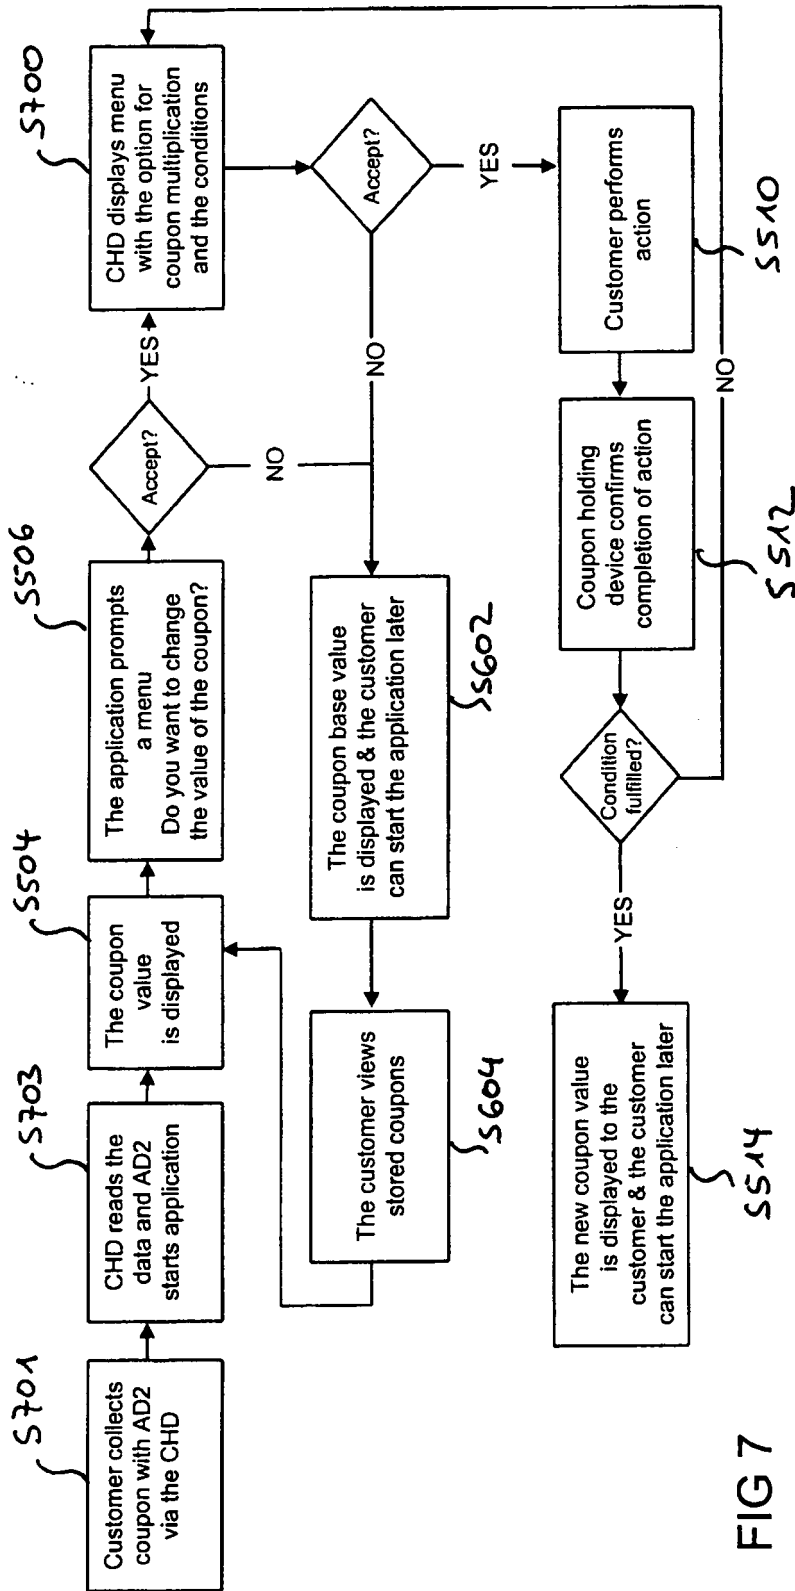 S701
Customer collects
coupon with AD2
via the CHD
S703
CHD reads the
data and AD2
starts application
S504
The coupon
value
is displayed
S506
The application prompts
a menu
Do you want to change
the value of the coupon?
Accept?
YES
NO
S700
CHD displays menu
with the option for
coupon multiplication
and the conditions
Accept?
NO
YES
The coupon base value
is displayed & the customer
can start the application later
S602
The customer views
stored coupons
S604
Customer performs
action
S510
Coupon holding
device confirms
completion of action
S512
Condition
fulfilled?
NO
YES
The new coupon value
is displayed to the
customer & the customer
can start the application later
S514
FIG 7